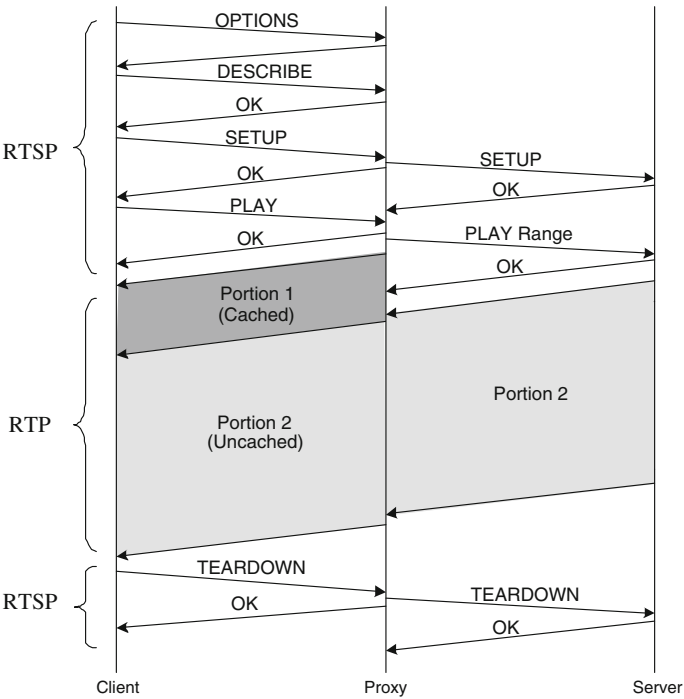 OPTIONS
DESCRIBE
OK
SETUP
SETUP
OK
OK
PLAY
OK
PLAY Range
OK
RTSP
Portion 1
(Cached)
Portion 2
Portion 2
(Uncached)
RTP
TEARDOWN
TEARDOWN
OK
OK
RTSP
Client
Proxy
Server